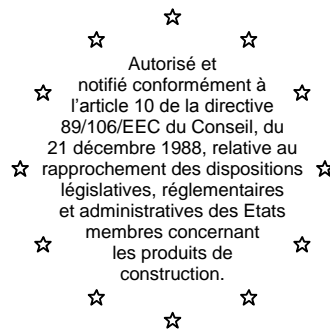 Autorisé et
notifié conformément à
l’article 10 de la directive
89/106/EEC du Conseil, du
21 décembre 1988, relative au
rapprochement des dispositions
législatives, réglementaires
et administratives des Etats
membres concernant
les produits de
construction.